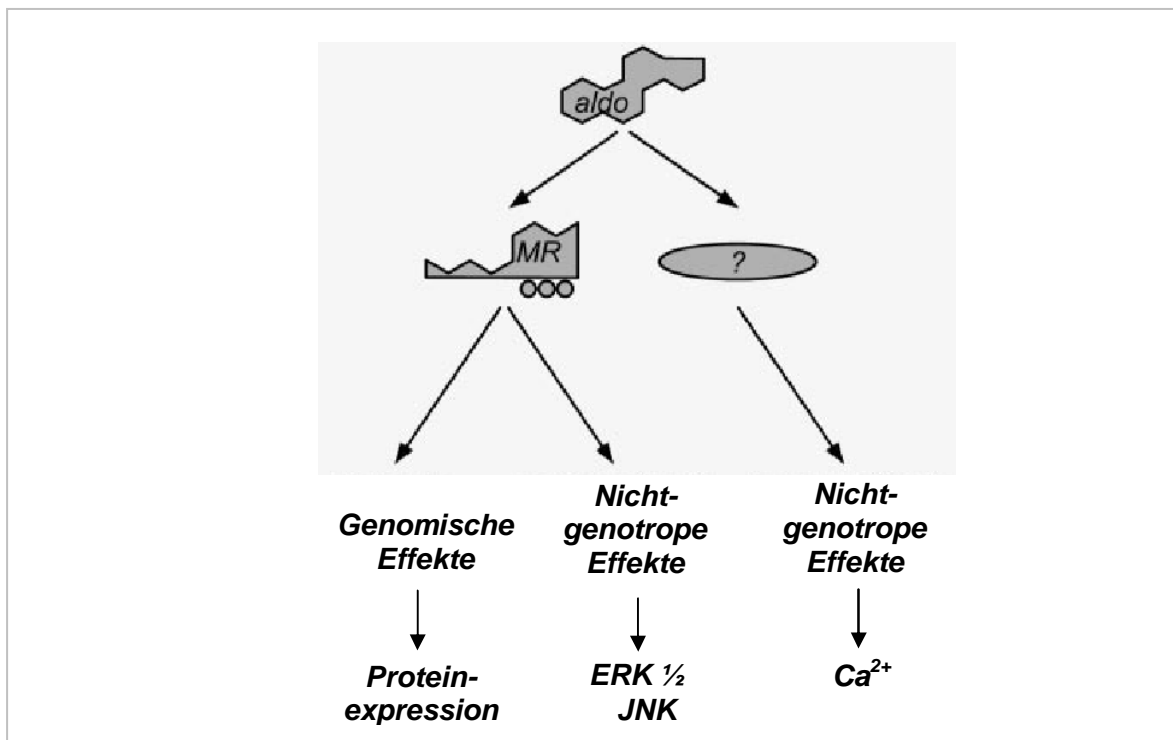 aldo
MR
?
Genomische
Effekte
Nicht-
genotrope
Effekte
Nicht-
genotrope
Effekte
Protein-
expression
ERK ½
JNK
Ca²⁺